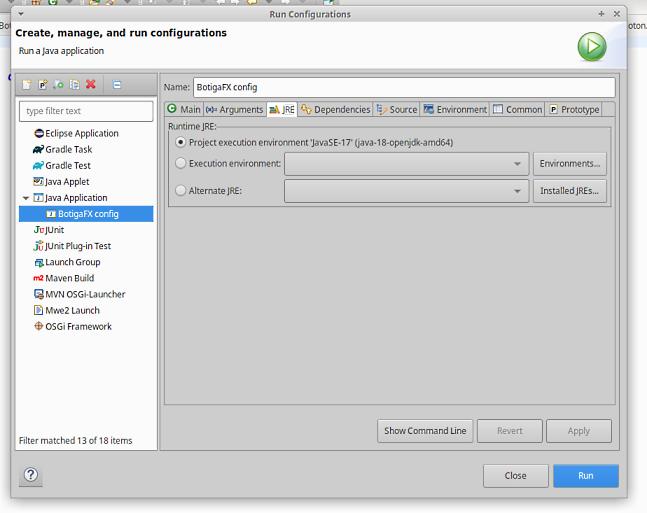 Run Configurations
Create, manage, and run configurations
Run a Java application
type filter text
Eclipse Application
Gradle Task
Gradle Test
Java Applet
Java Application
BotigaFX config
JUnit
JUnit Plug-in Test
Launch Group
Maven Build
MVN OSGi-Launcher
Mwe2 Launch
OSGi Framework
Filter matched 13 of 18 items
Name: BotigaFX config
Main Arguments JRE Dependencies Source Environment Common Prototype
Runtime JRE:
Project execution environment 'JavaSE-17' (java-18-openjdk-amd64)
Execution environment: Environments...
Alternate JRE: Installed JREs...
Show Command Line Revert Apply
Close Run